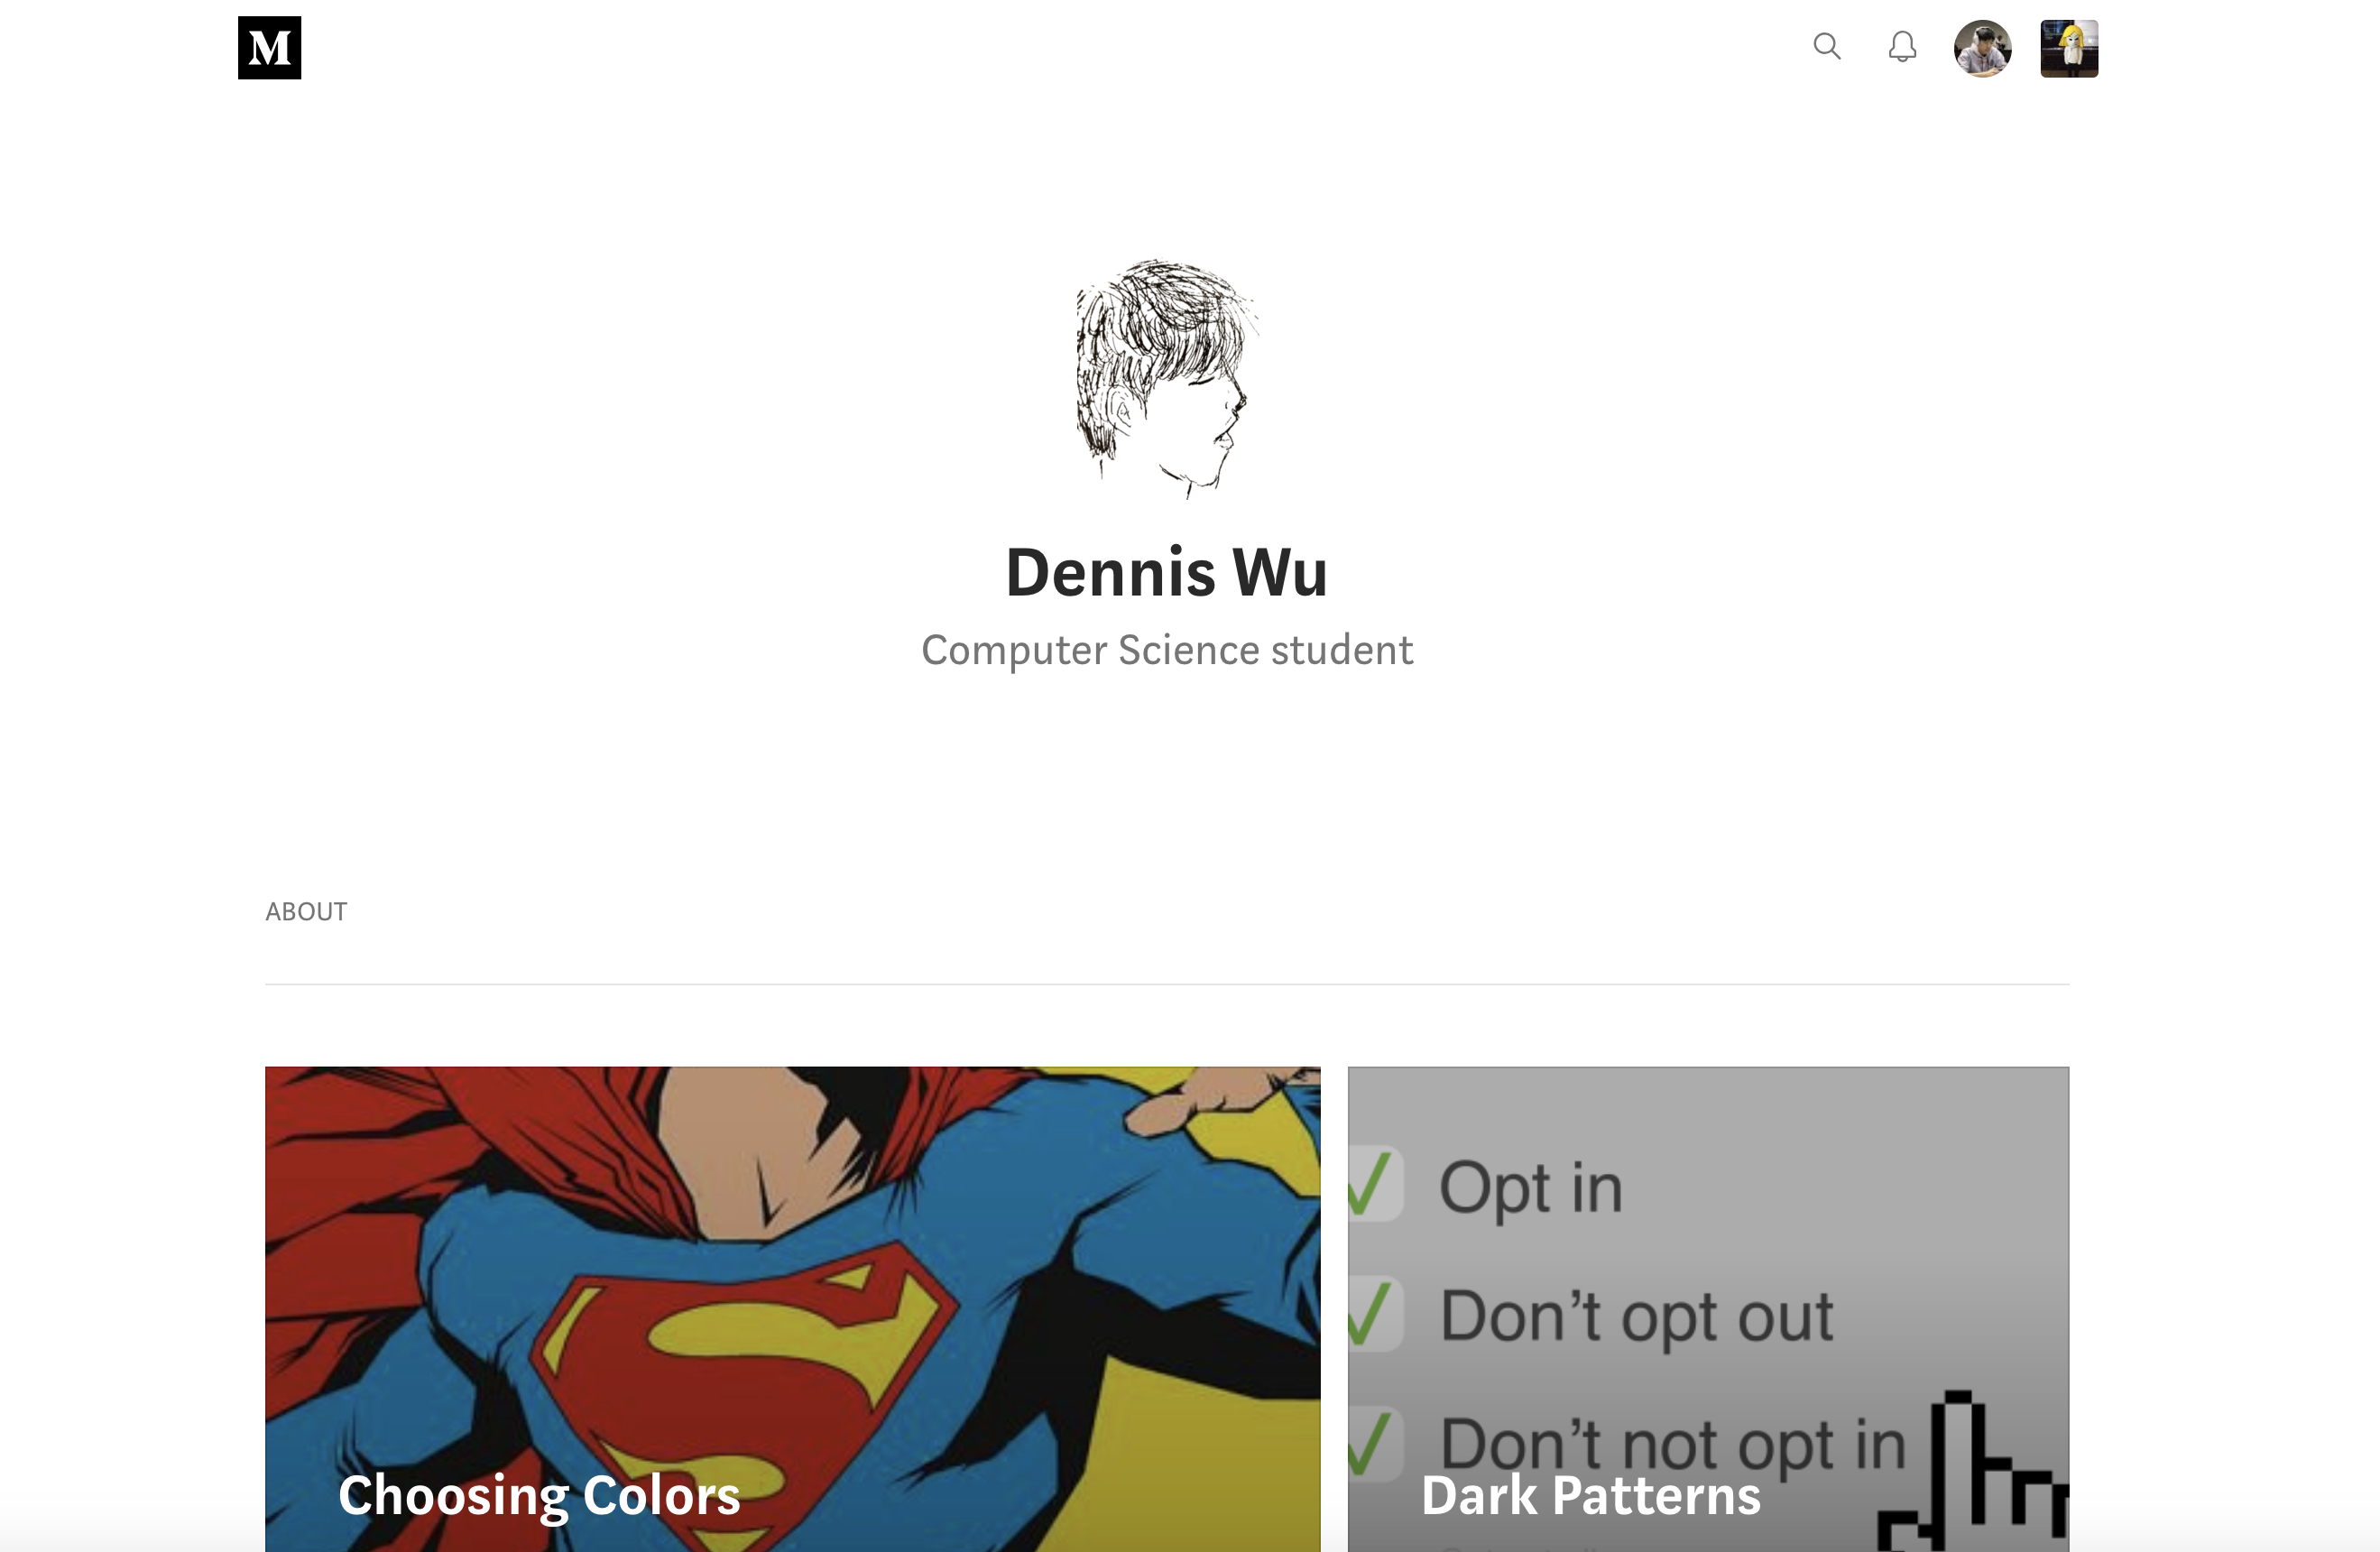 M
Dennis Wu
Computer Science student
ABOUT
Choosing Colors
Opt in
Don’t opt out
Don’t not opt in
Dark Patterns